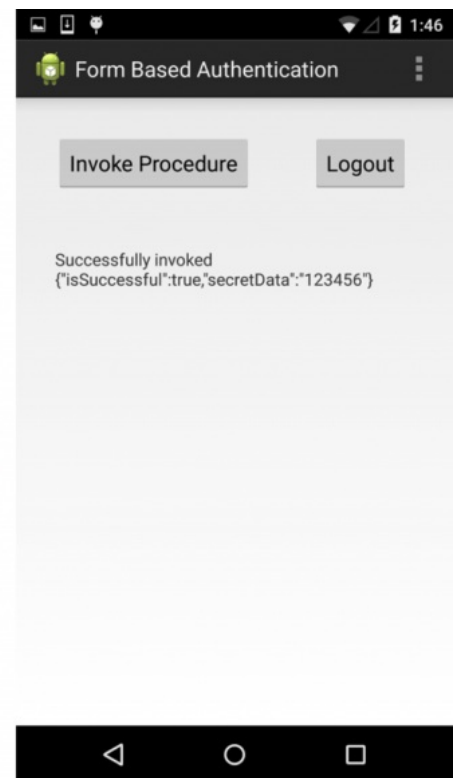 1:46
Form Based Authentication
Invoke Procedure Logout
Successfully invoked
{"isSuccessful":true,"secretData":"123456"}